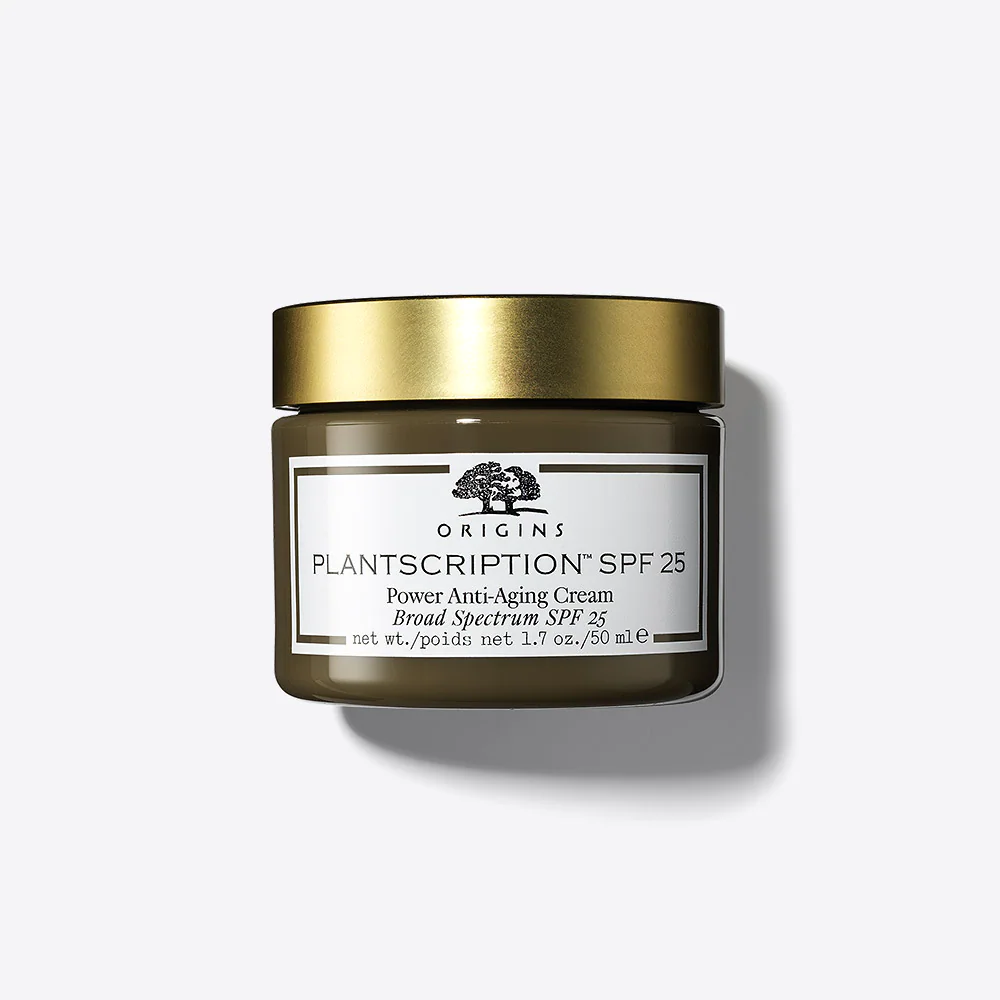 ORIGINS
PLANTSCRIPTION™ SPF 25
Power Anti-Aging Cream
Broad Spectrum SPF 25
net wt./poids net 1.7 oz./50 ml ℮